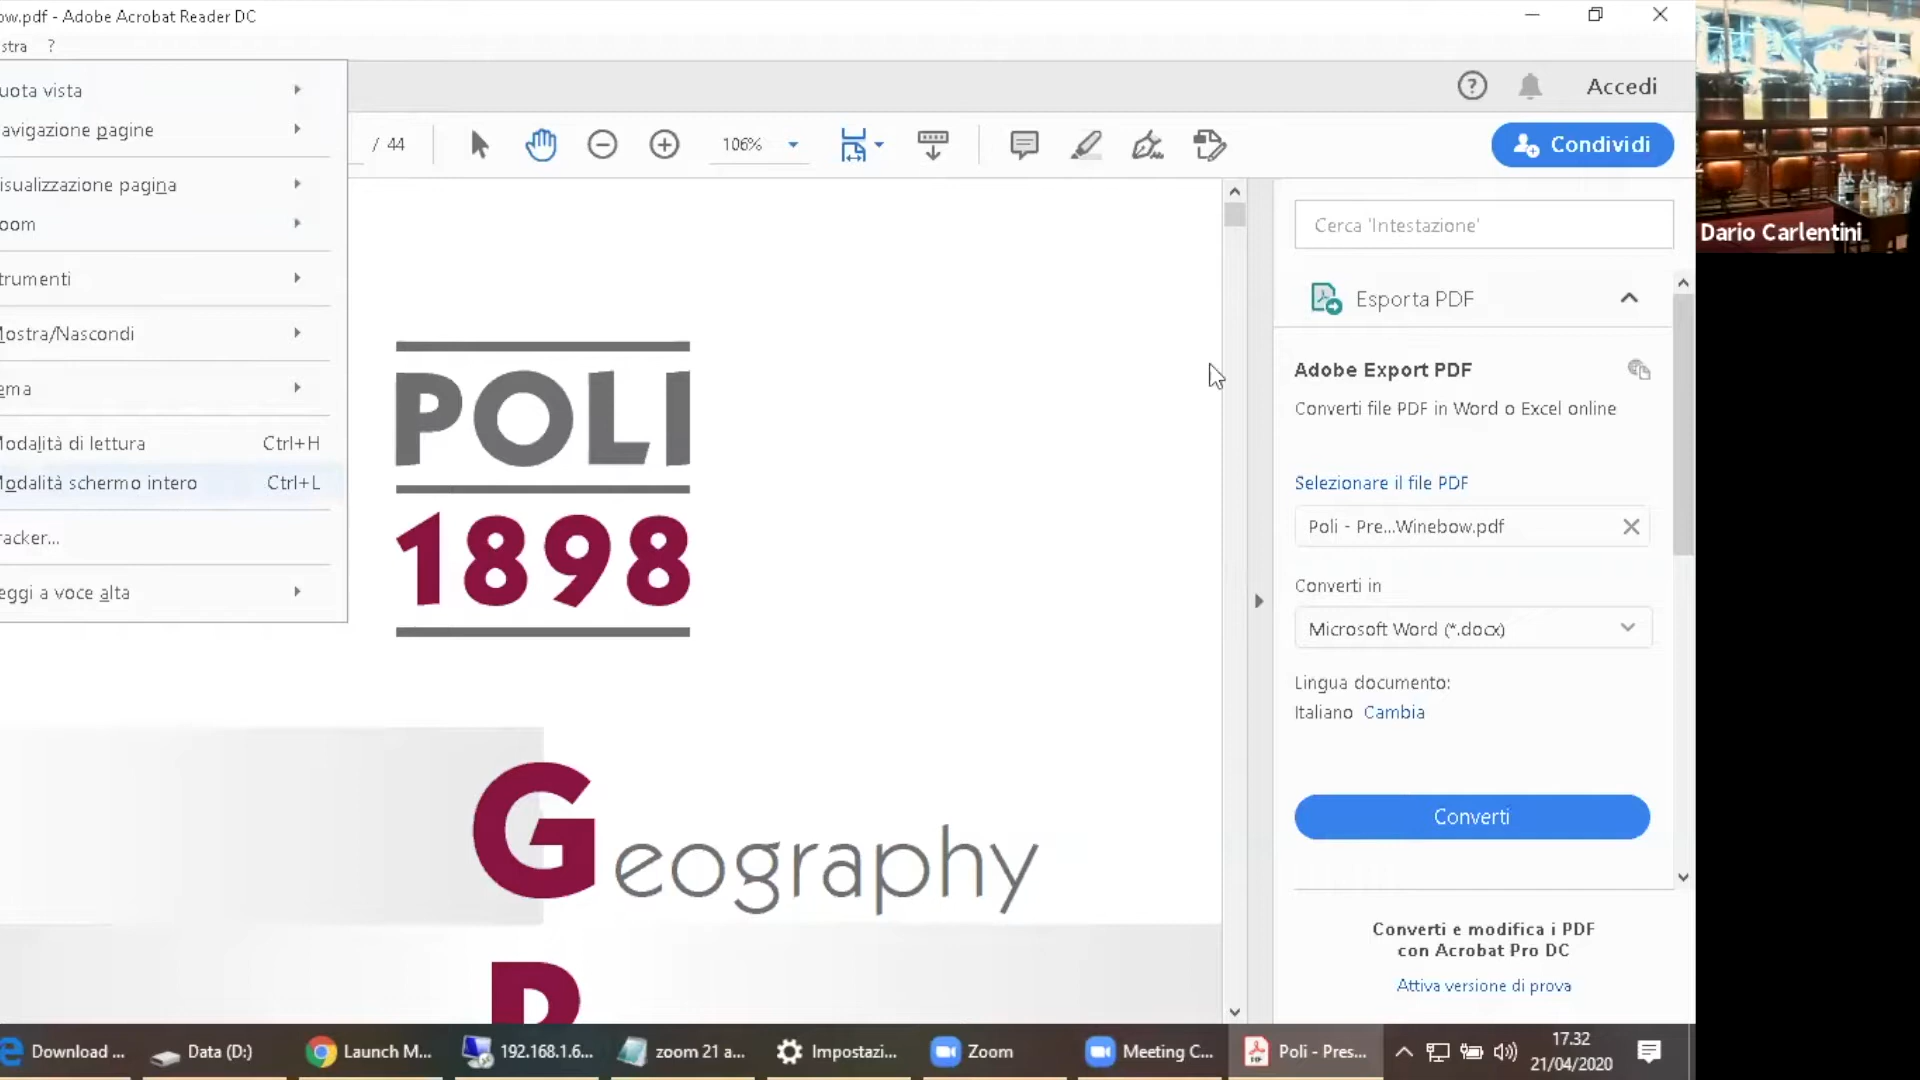 ow.pdf - Adobe Acrobat Reader DC
stra ?
uota vista
avigazione pagine
isualizzazione pagina
oom
trumenti
Mostra/Nascondi
ema
Modalità di lettura Ctrl+H
Modalità schermo intero Ctrl+L
racker...
eggi a voce alta
Accedi
/ 44
106%
Condividi
POLI
1898
Geography
P
Cerca 'Intestazione'
Esporta PDF
Adobe Export PDF
Converti file PDF in Word o Excel online
Selezionare il file PDF
Poli - Pre...Winebow.pdf
Converti in
Microsoft Word (*.docx)
Lingua documento:
Italiano Cambia
Converti
Converti e modifica i PDF
con Acrobat Pro DC
Attiva versione di prova
Dario Carlentini
Download ...
Data (D:)
Launch M...
192.168.1.6...
zoom 21 a...
Impostazi...
Zoom
Meeting C...
Poli - Pres...
17.32
21/04/2020